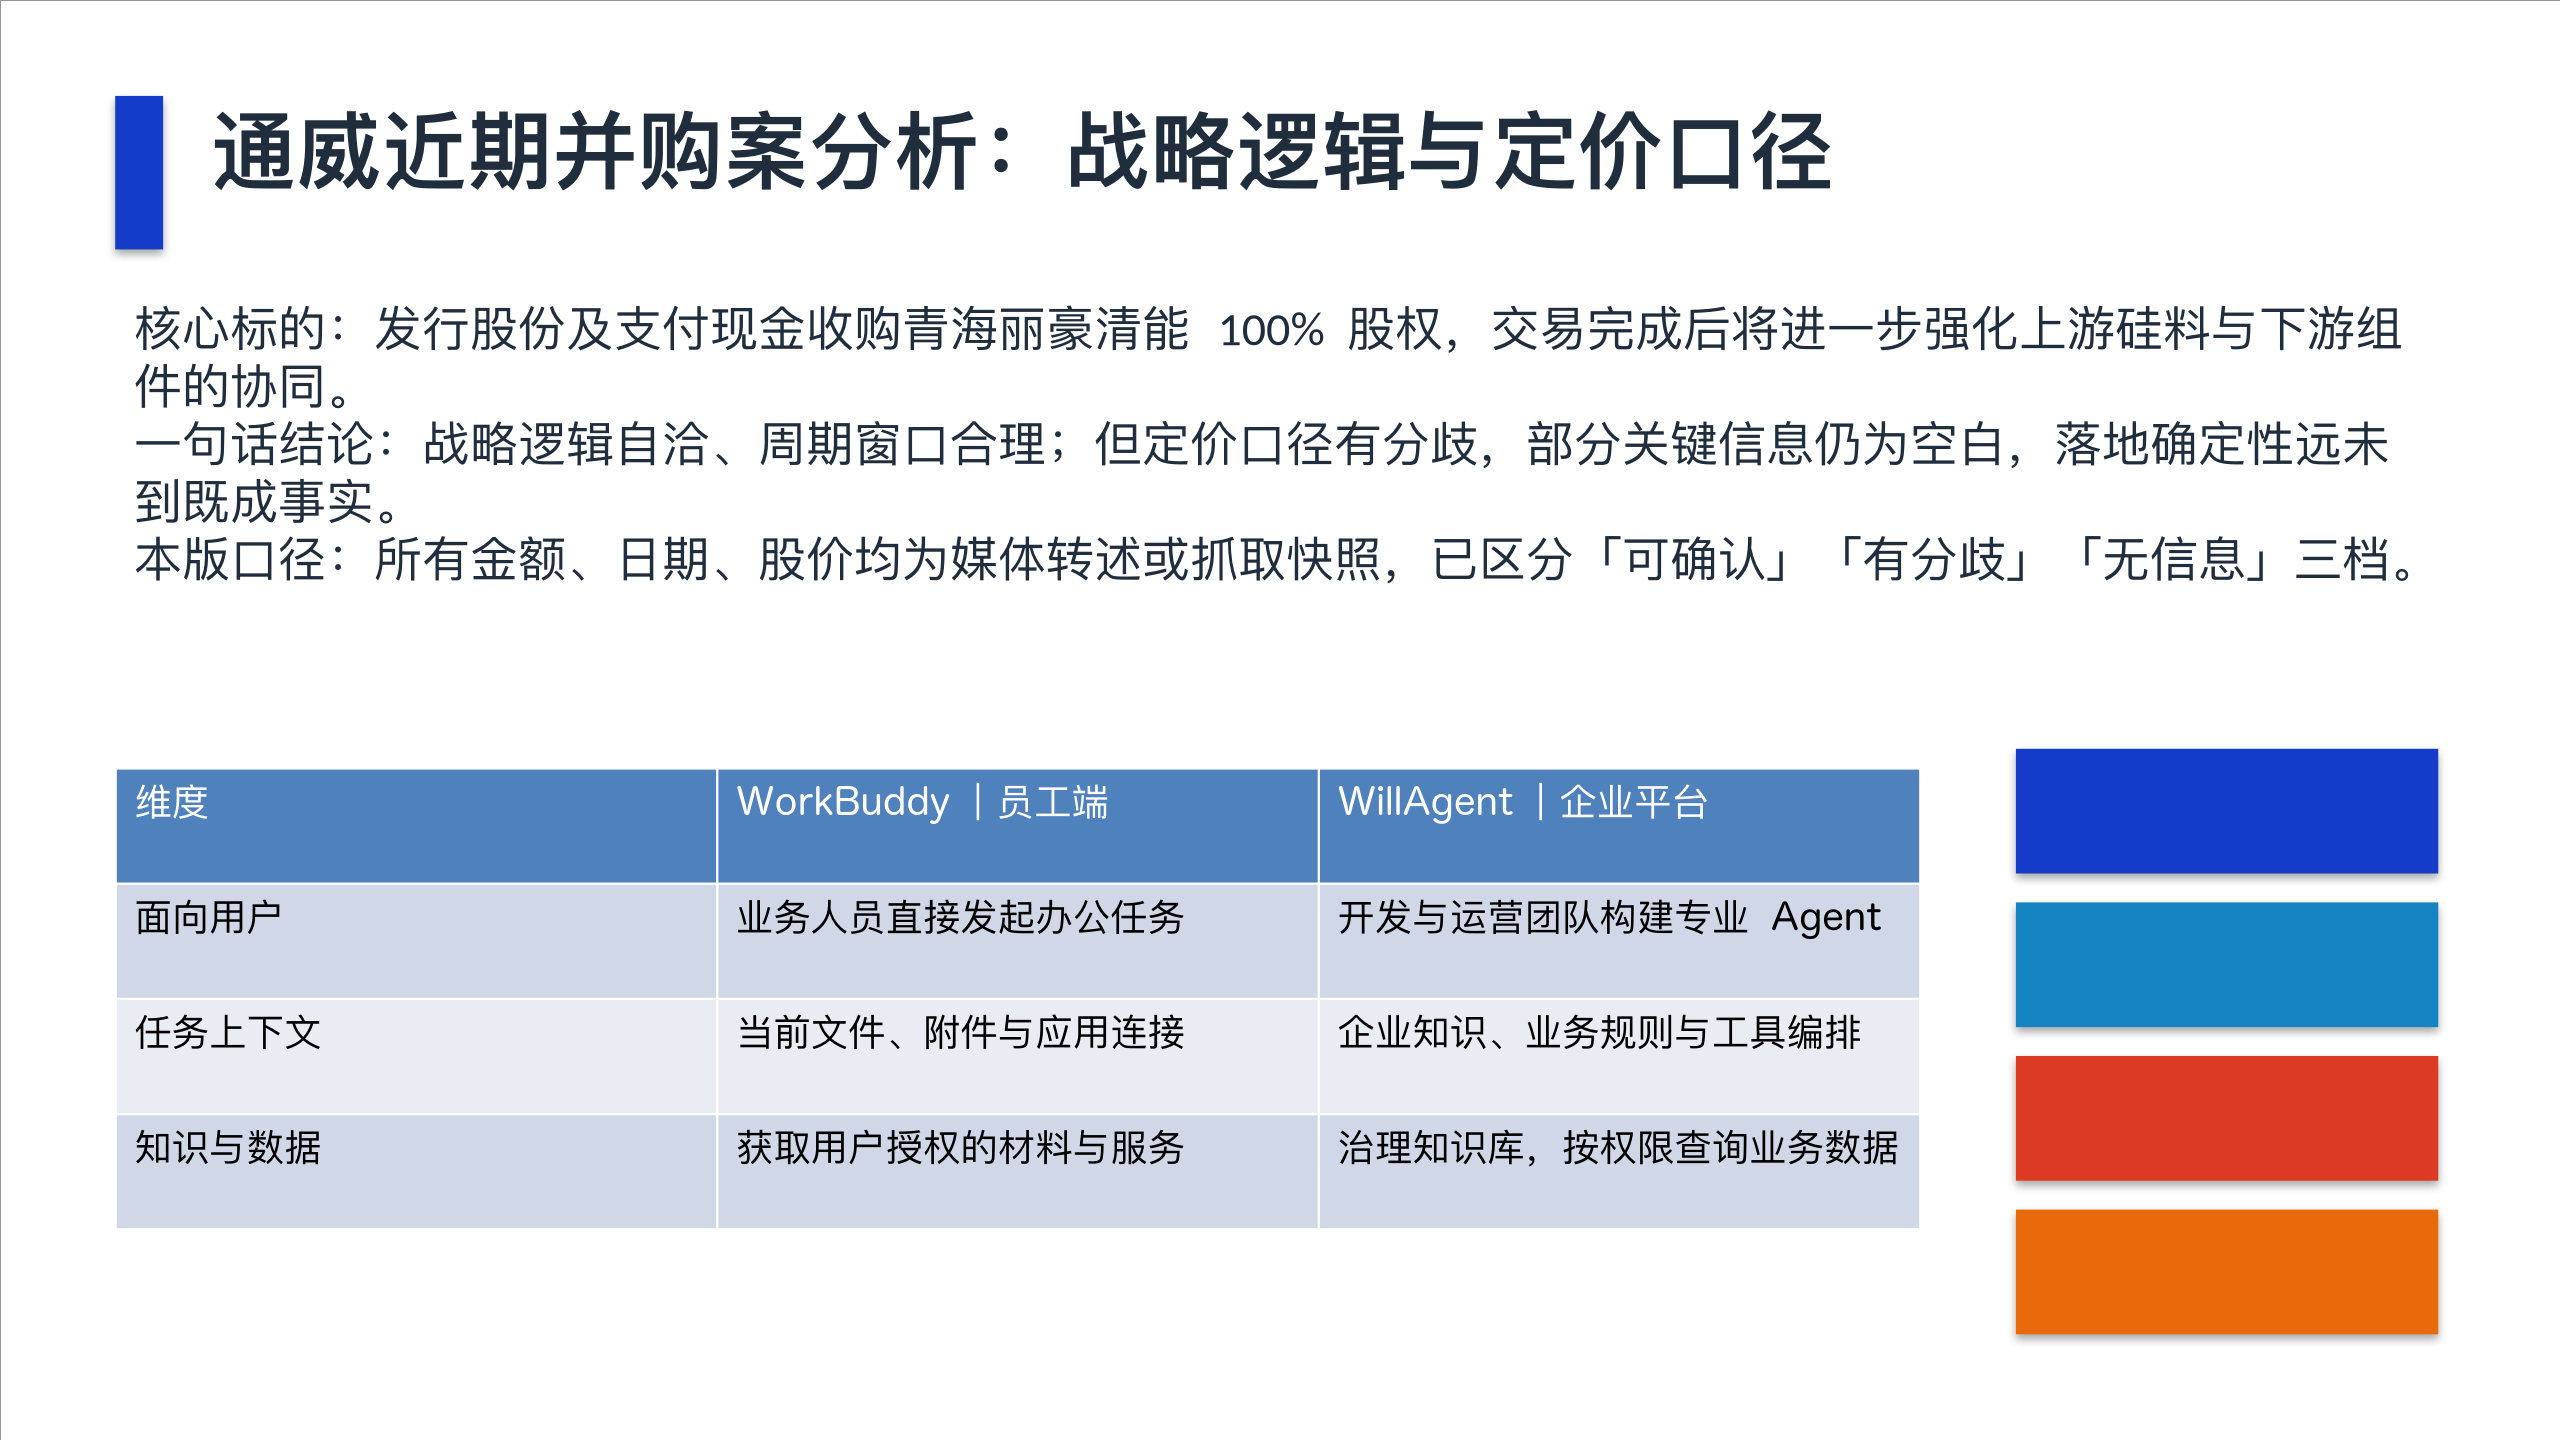 通威近期并购案分析：战略逻辑与定价口径
核心标的：发行股份及支付现金收购青海丽豪清能 100% 股权，交易完成后将进一步强化上游硅料与下游组
件的协同。
一句话结论：战略逻辑自洽、周期窗口合理；但定价口径有分歧，部分关键信息仍为空白，落地确定性远未
到既成事实。
本版口径：所有金额、日期、股价均为媒体转述或抓取快照，已区分「可确认」「有分歧」「无信息」三档。
维度 WorkBuddy｜员工端 WillAgent｜企业平台
面向用户 业务人员直接发起办公任务 开发与运营团队构建专业 Agent
任务上下文 当前文件、附件与应用连接 企业知识、业务规则与工具编排
知识与数据 获取用户授权的材料与服务 治理知识库，按权限查询业务数据